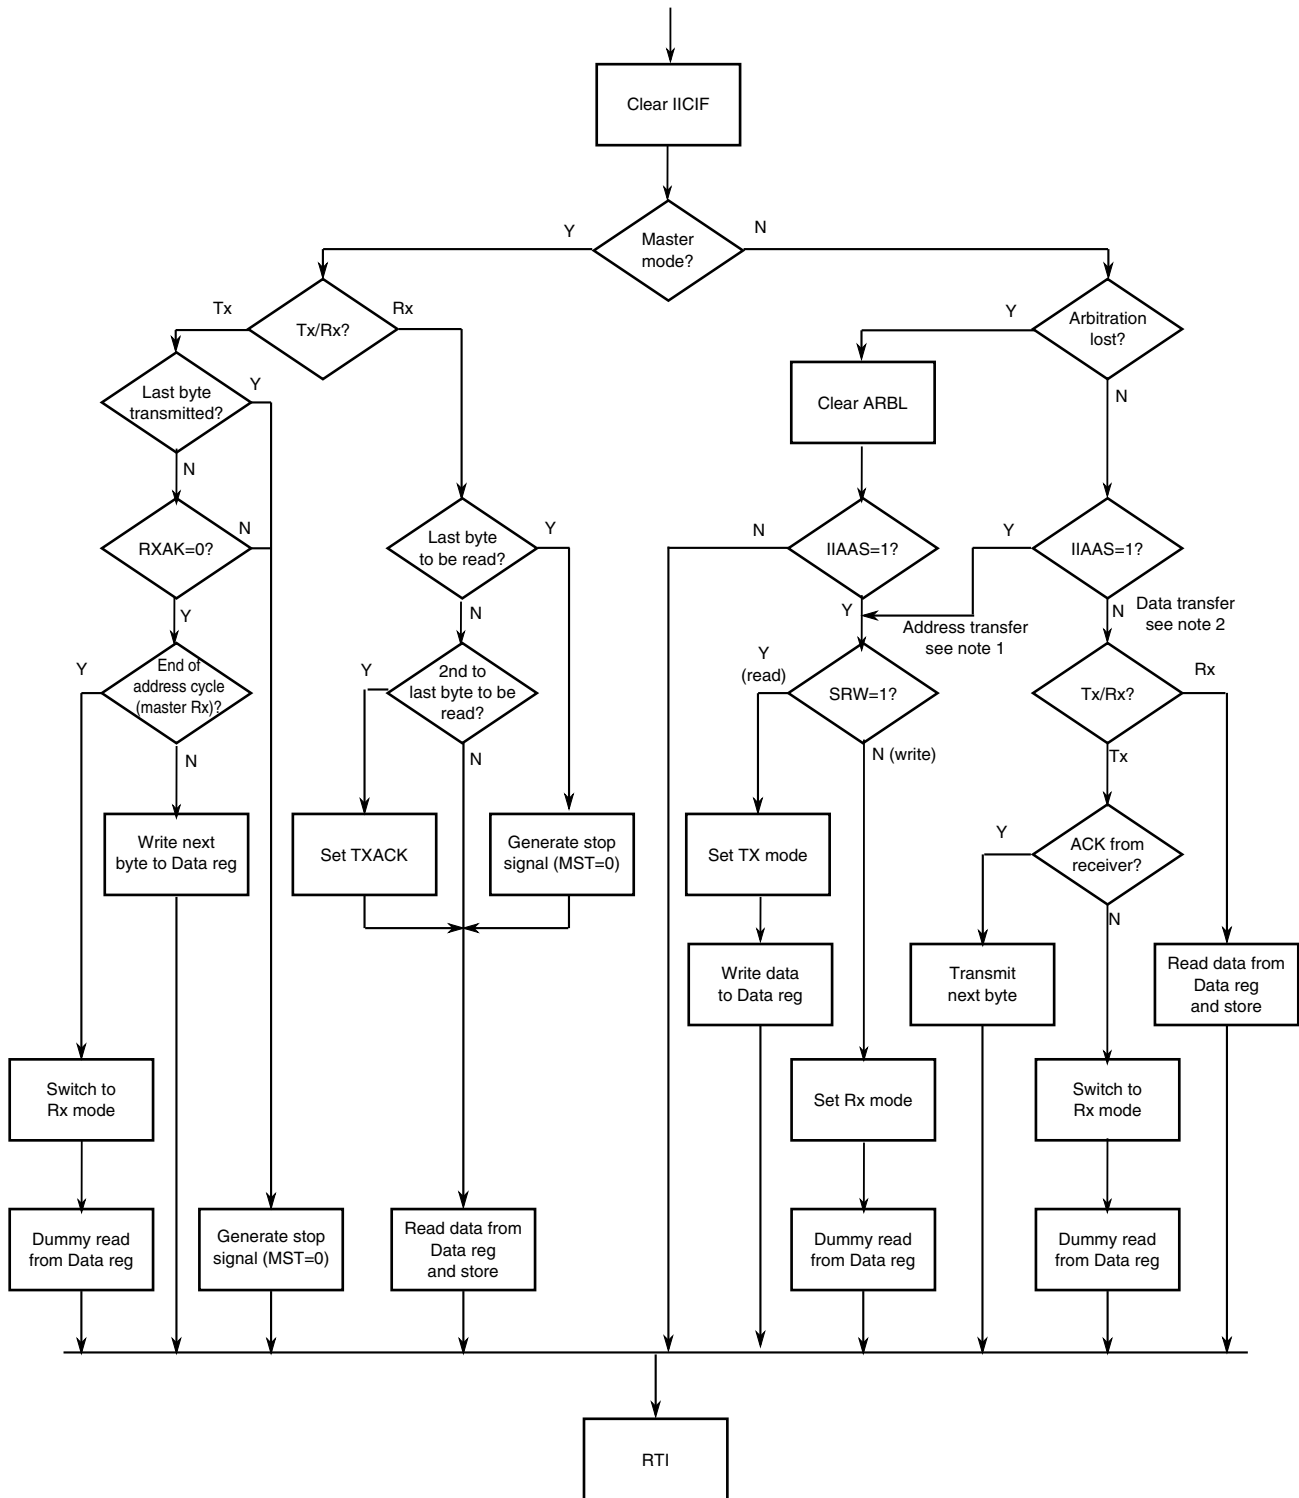 Clear IICIF
Y
N
Master
mode?
Tx
Rx
Tx/Rx?
Y
Arbitration
lost?
Last byte
transmitted?
Y
Clear ARBL
N
N
RXAK=0?
N
Last byte
to be read?
Y
N
IIAAS=1?
Y
IIAAS=1?
Y
N
Y
Address transfer
see note 1
N
Data transfer
see note 2
Y
End of
address cycle
(master Rx)?
Y
2nd to
last byte to be
read?
Y
(read)
SRW=1?
Tx/Rx?
Rx
N
N
N (write)
Tx
Write next
byte to Data reg
Set TXACK
Generate stop
signal (MST=0)
Set TX mode
Y
ACK from
receiver?
N
Write data
to Data reg
Transmit
next byte
Read data from
Data reg
and store
Switch to
Rx mode
Set Rx mode
Switch to
Rx mode
Dummy read
from Data reg
Generate stop
signal (MST=0)
Read data from
Data reg
and store
Dummy read
from Data reg
Dummy read
from Data reg
RTI